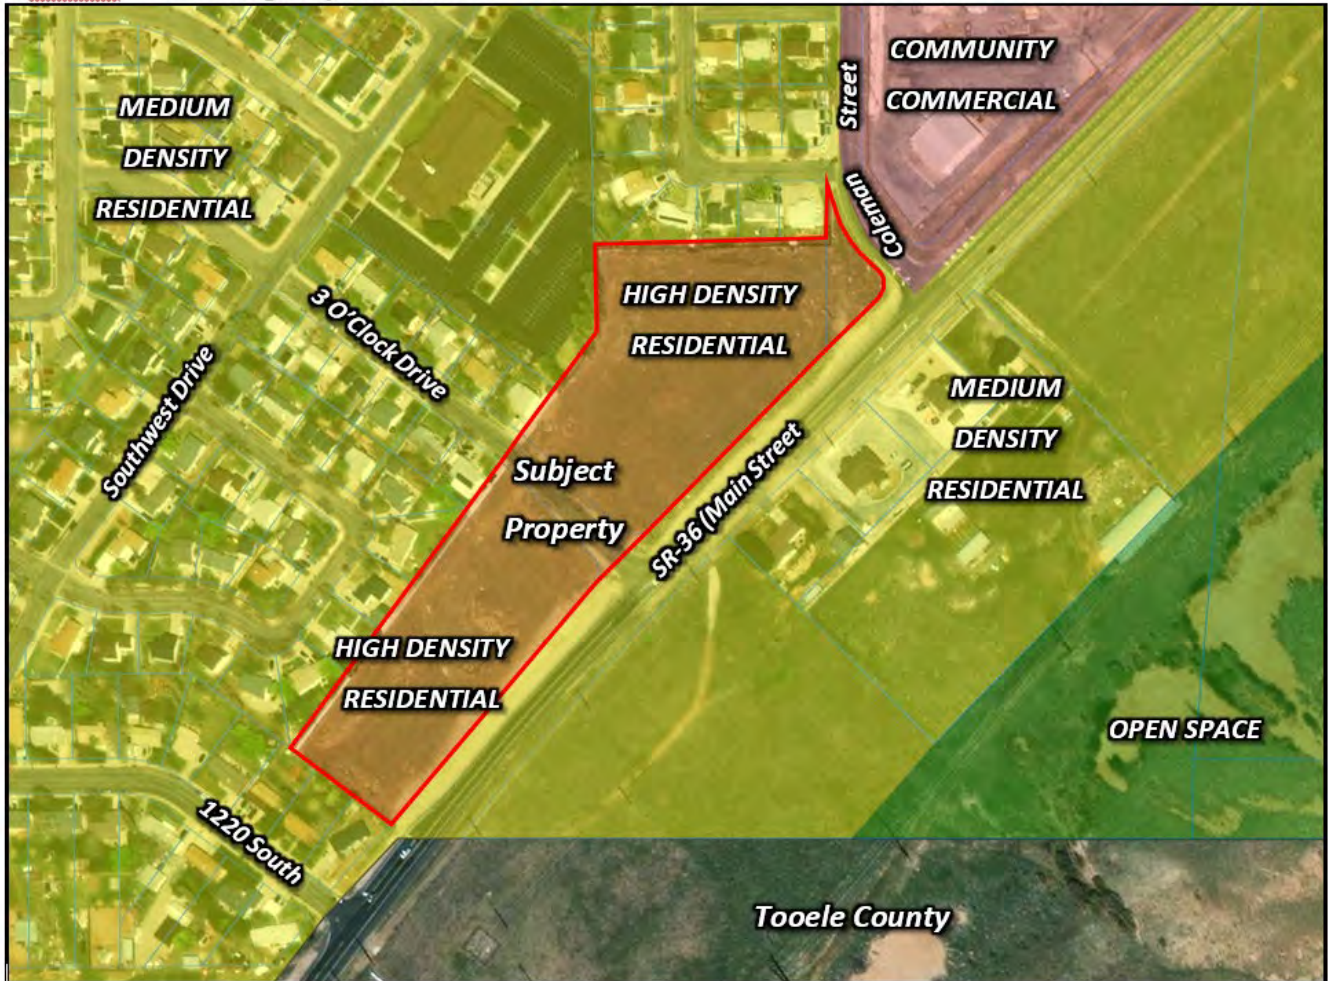 COMMUNITY
COMMERCIAL
Street
Coleman
MEDIUM
DENSITY
RESIDENTIAL
HIGH DENSITY
RESIDENTIAL
3 O'Clock Drive
Southwest Drive
MEDIUM
DENSITY
RESIDENTIAL
Subject
Property
SR-36 (Main Street
HIGH DENSITY
RESIDENTIAL
OPEN SPACE
1220 South
Tooele County